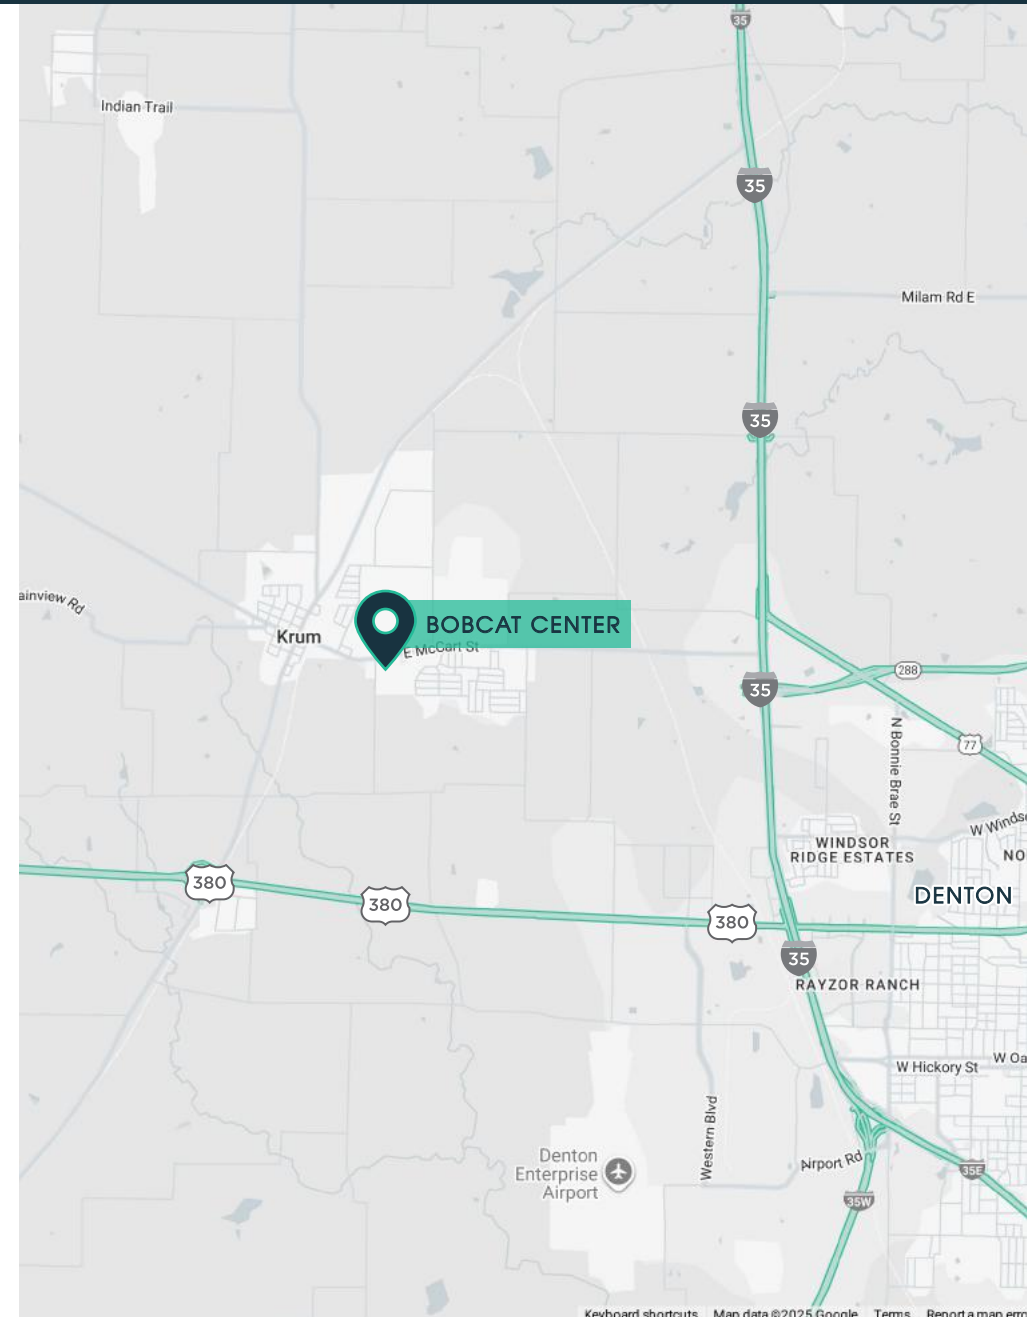 35
Indian Trail
35
Milam Rd E
35
ainview Rd
Krum
BOBCAT CENTER
E McCart St
288
35
77
N Bonnie Brae St
W Winds
WINDSOR
RIDGE ESTATES
NO
380
DENTON
380
380
35
RAYZOR RANCH
W Oa
W Hickory St
Western Blvd
Denton
Enterprise
Airport
Airport Rd
35E
35W
Keyboard shortcuts Map data ©2025 Google Terms Report a map erro